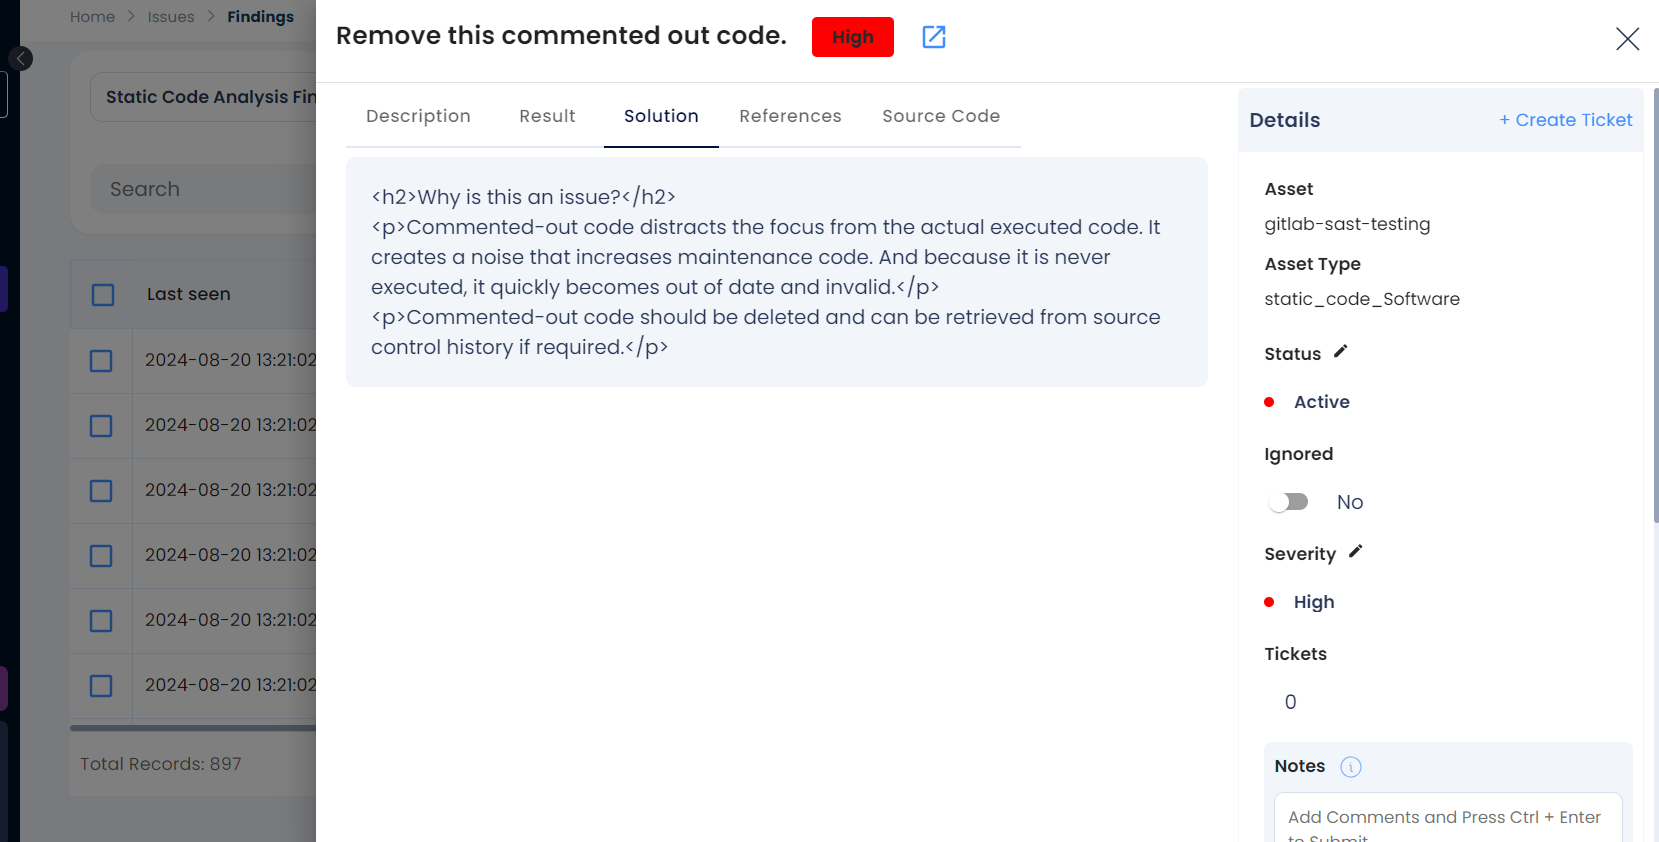 Home > Issues > Findings
Static Code Analysis Fin
Search
Last seen
2024-08-20 13:21:02
2024-08-20 13:21:02
2024-08-20 13:21:02
2024-08-20 13:21:02
2024-08-20 13:21:02
2024-08-20 13:21:02
Total Records: 897
Remove this commented out code.
High
Description Result Solution References Source Code
<h2>Why is this an issue?</h2>
<p>Commented-out code distracts the focus from the actual executed code. It
creates a noise that increases maintenance code. And because it is never
executed, it quickly becomes out of date and invalid.</p>
<p>Commented-out code should be deleted and can be retrieved from source
control history if required.</p>
Details
+ Create Ticket
Asset
gitlab-sast-testing
Asset Type
static_code_Software
Status
Active
Ignored
No
Severity
High
Tickets
0
Notes
Add Comments and Press Ctrl + Enter
to Submit